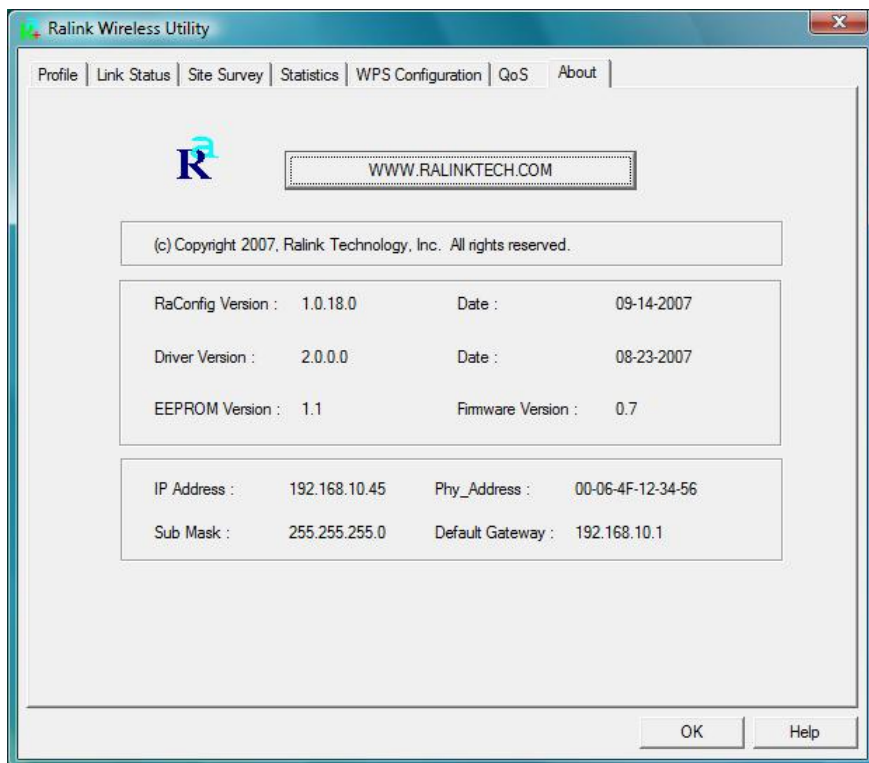 Ralink Wireless Utility
Profile Link Status Site Survey Statistics WPS Configuration QoS About
Ra
WWW.RALINKTECH.COM
(c) Copyright 2007, Ralink Technology, Inc. All rights reserved.
RaConfig Version : 1.0.18.0 Date : 09-14-2007
Driver Version : 2.0.0.0 Date : 08-23-2007
EEPROM Version : 1.1 Firmware Version : 0.7
IP Address : 192.168.10.45 Phy_Address : 00-06-4F-12-34-56
Sub Mask : 255.255.255.0 Default Gateway : 192.168.10.1
OK Help